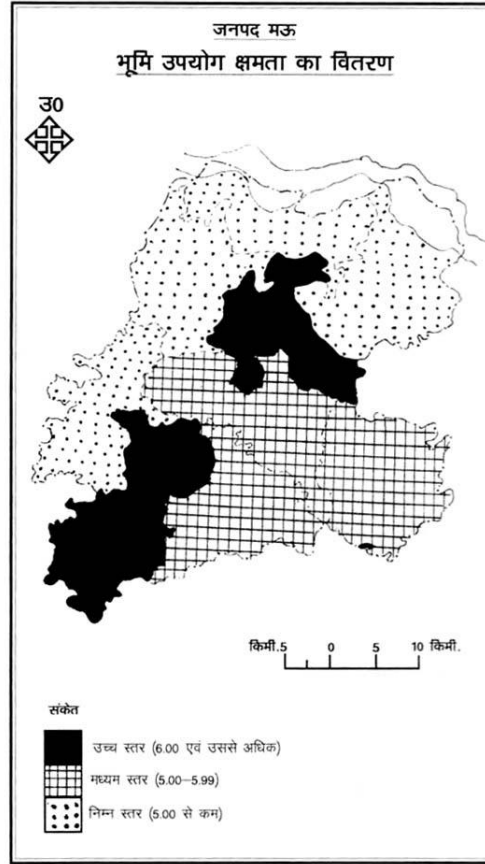 जनपद मऊ
भूमि उपयोग क्षमता का वितरण
उ0
किमी.5 0 5 10 किमी.
संकेत
उच्च स्तर (6.00 एवं उससे अधिक)
मध्यम स्तर (5.00–5.99)
निम्न स्तर (5.00 से कम)